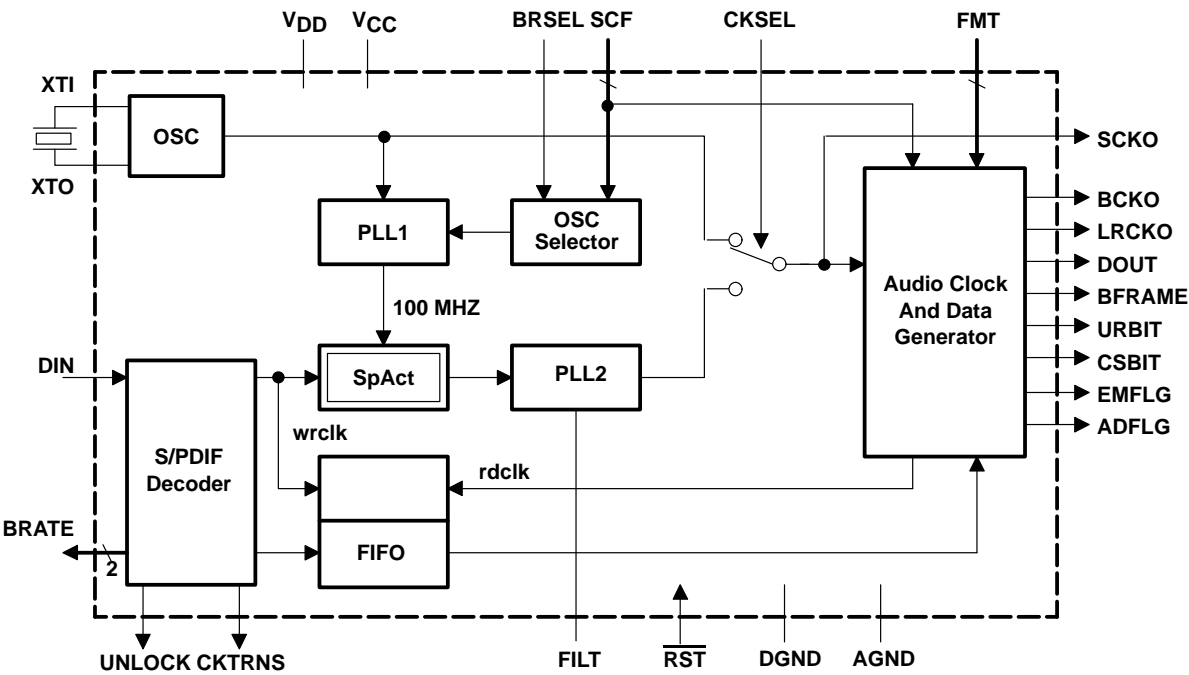 VDD VCC BRSEL SCF CKSEL FMT
XTI
OSC
XTO
SCKO
PLL1
OSC
Selector
BCKO
LRCKO
DOUT
BFRAME
URBIT
CSBIT
EMFLG
ADFLG
Audio Clock
And Data
Generator
100 MHZ
DIN
SpAct
PLL2
wrclk
S/PDIF
Decoder
rdclk
BRATE
2
FIFO
UNLOCK CKTRNS FILT RST DGND AGND